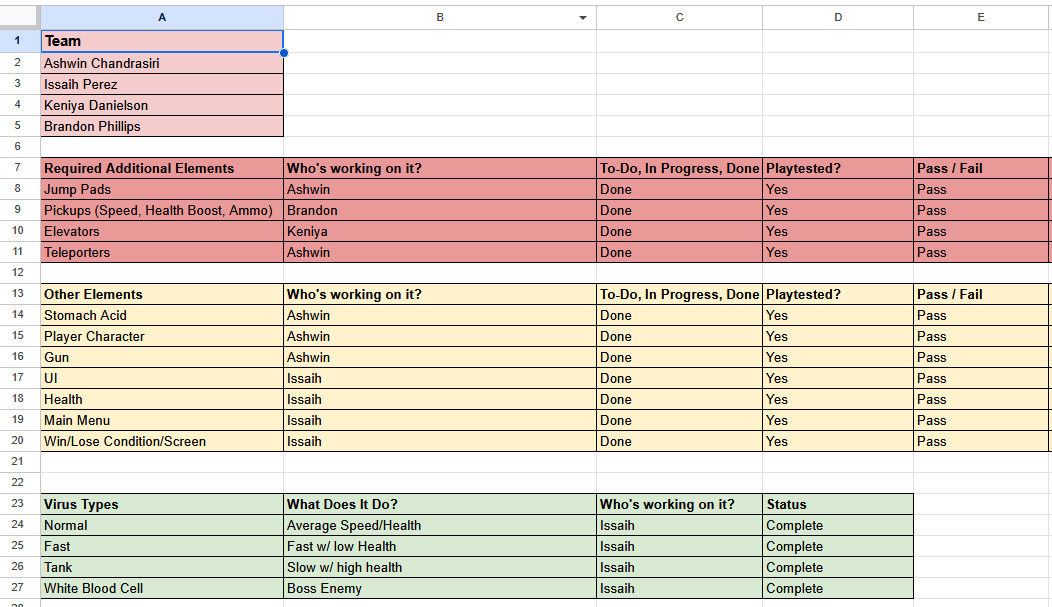 A B C D E
1 Team
2 Ashwin Chandrasiri
3 Issaih Perez
4 Keniya Danielson
5 Brandon Phillips
6
7 Required Additional Elements Who's working on it? To-Do, In Progress, Done Playtested? Pass / Fail
8 Jump Pads Ashwin Done Yes Pass
9 Pickups (Speed, Health Boost, Ammo) Brandon Done Yes Pass
10 Elevators Keniya Done Yes Pass
11 Teleporters Ashwin Done Yes Pass
12
13 Other Elements Who's working on it? To-Do, In Progress, Done Playtested? Pass / Fail
14 Stomach Acid Ashwin Done Yes Pass
15 Player Character Ashwin Done Yes Pass
16 Gun Ashwin Done Yes Pass
17 UI Issaih Done Yes Pass
18 Health Issaih Done Yes Pass
19 Main Menu Issaih Done Yes Pass
20 Win/Lose Condition/Screen Issaih Done Yes Pass
21
22
23 Virus Types What Does It Do? Who's working on it? Status
24 Normal Average Speed/Health Issaih Complete
25 Fast Fast w/ low Health Issaih Complete
26 Tank Slow w/ high health Issaih Complete
27 White Blood Cell Boss Enemy Issaih Complete
28